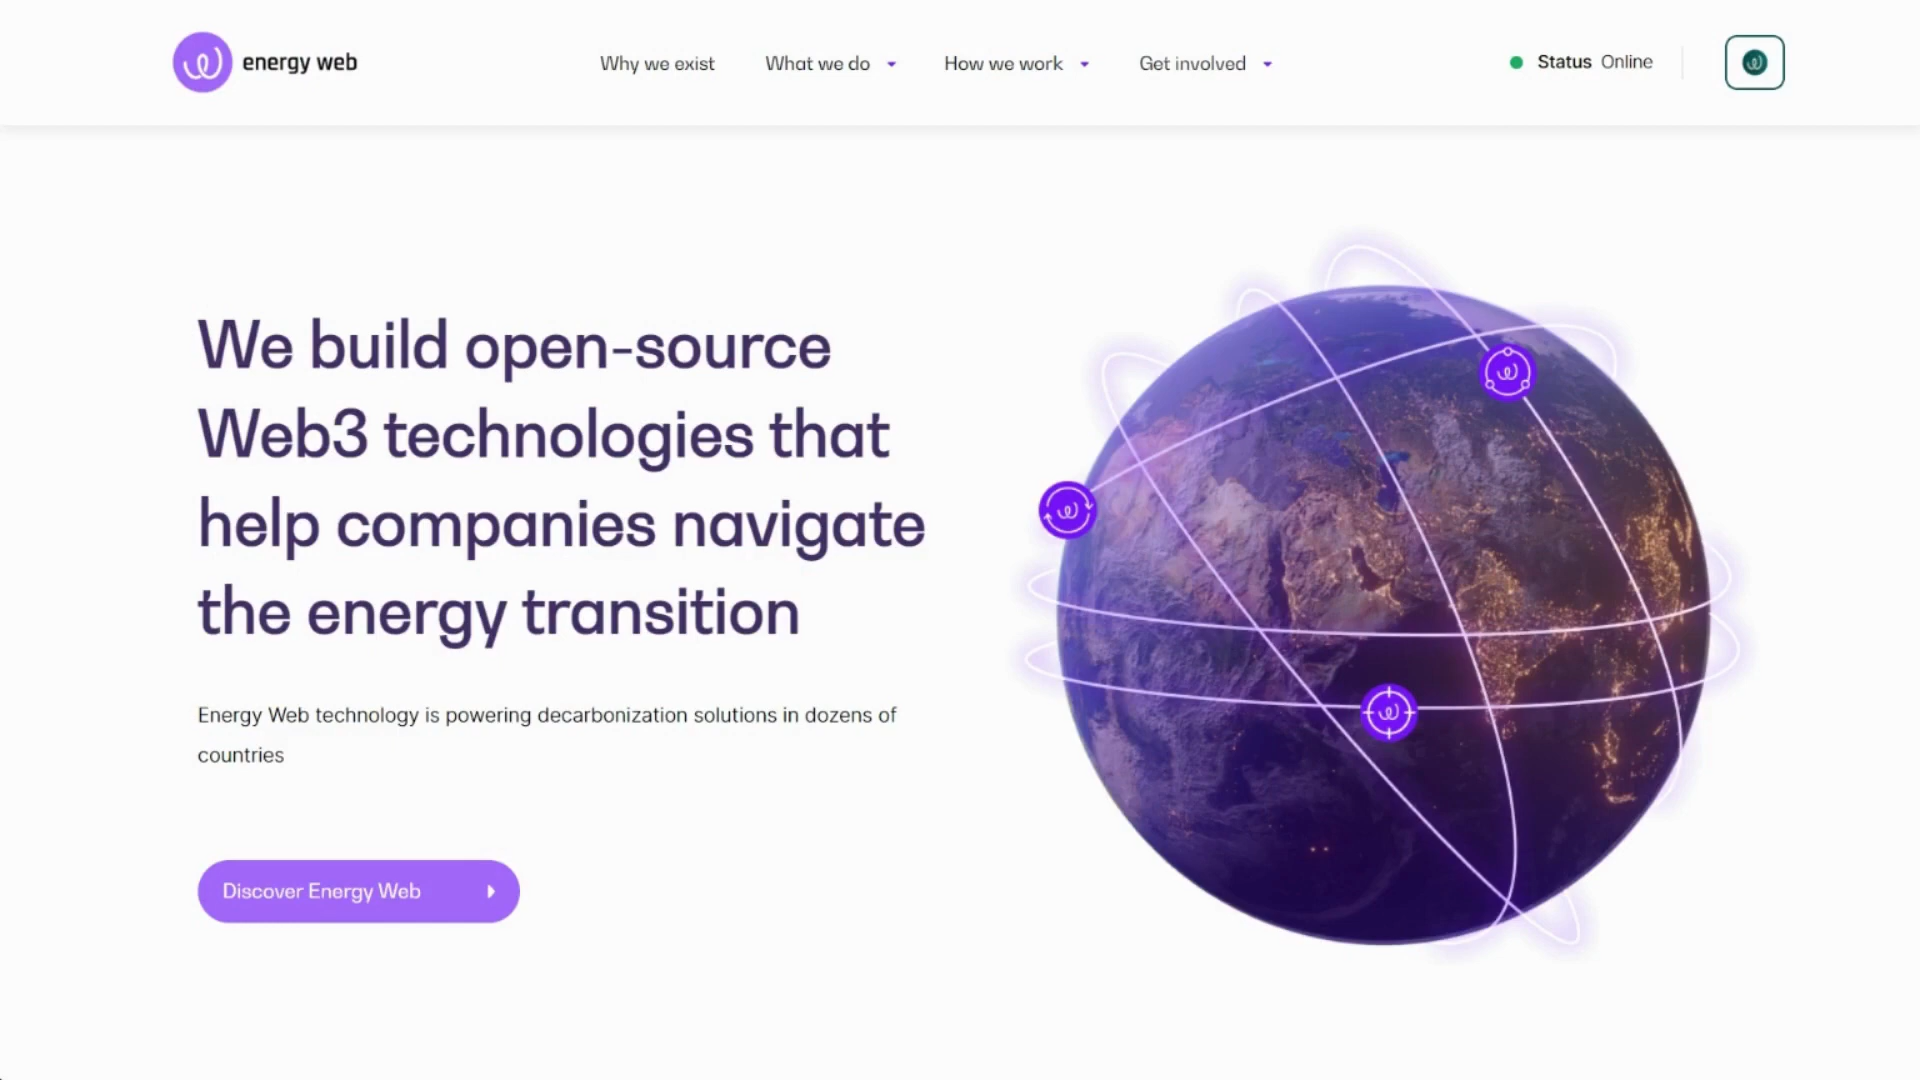 energy web
Why we exist
What we do
How we work
Get involved
Status Online
We build open-source
Web3 technologies that
help companies navigate
the energy transition
Energy Web technology is powering decarbonization solutions in dozens of
countries
Discover Energy Web